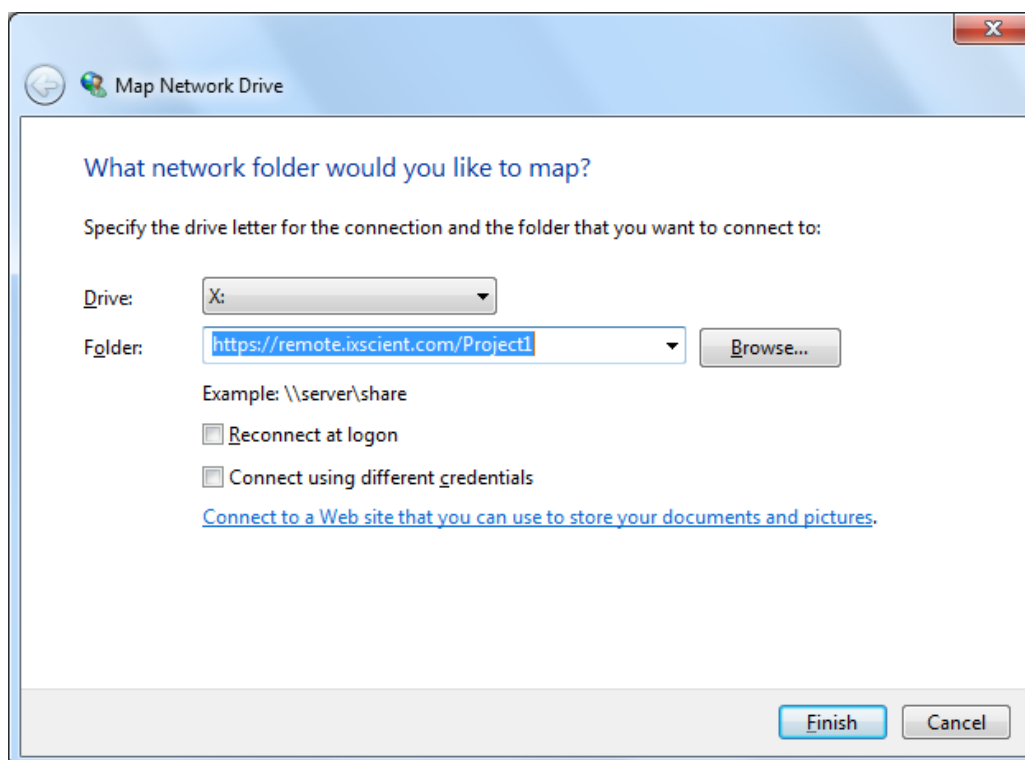 Map Network Drive
What network folder would you like to map?
Specify the drive letter for the connection and the folder that you want to connect to:
Drive: X:
Folder: https://remote.ixscient.com/Project1 Browse...
Example: \\server\share
Reconnect at logon
Connect using different credentials
Connect to a Web site that you can use to store your documents and pictures.
Finish Cancel